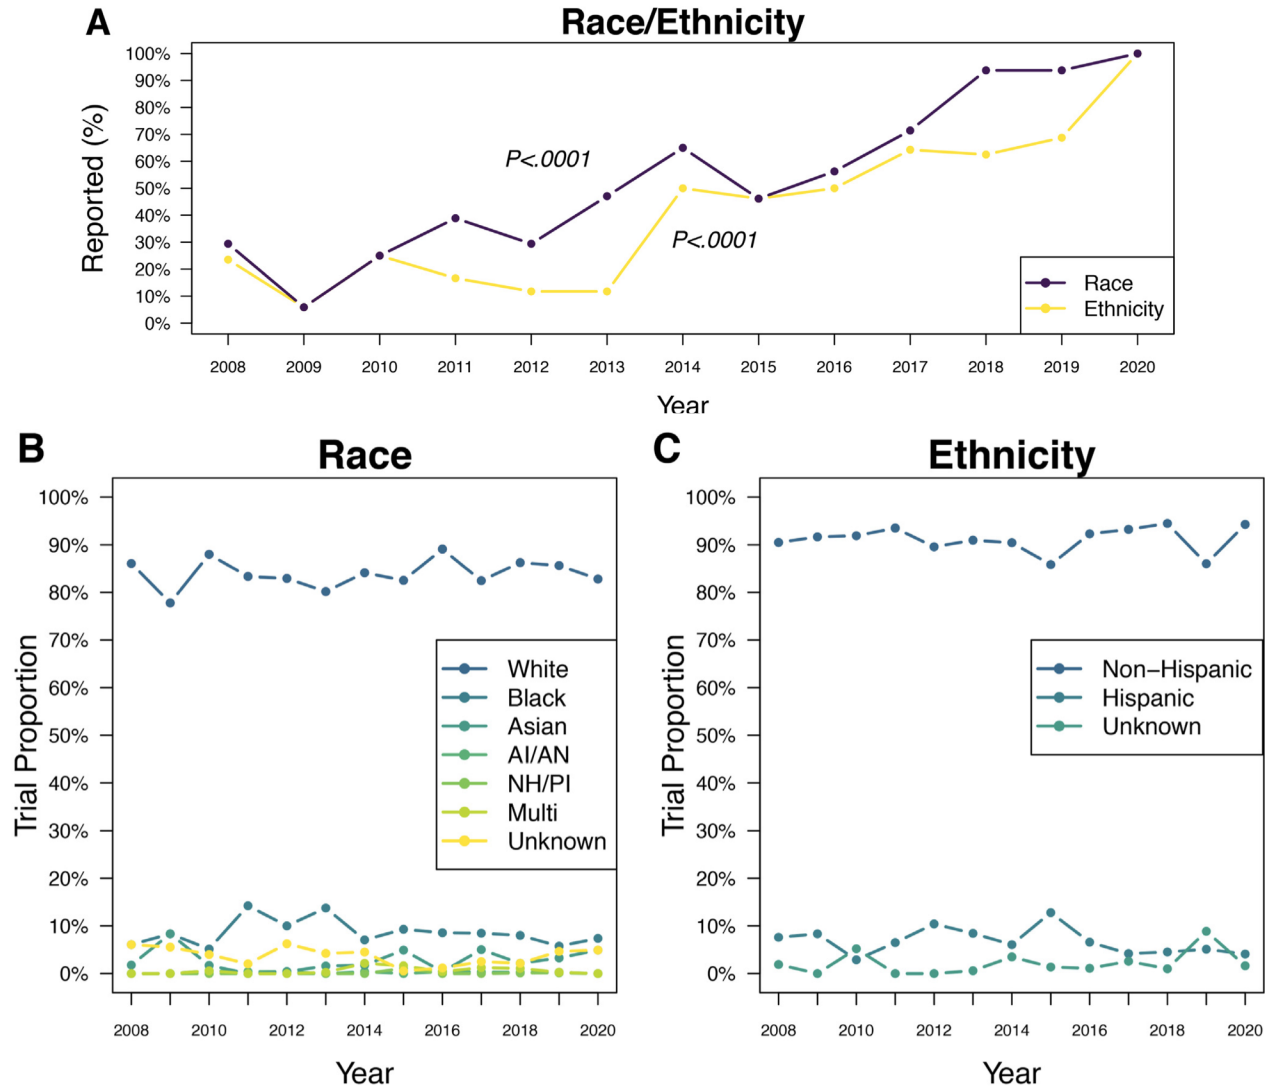 A
Race/Ethnicity
Reported (%)
100%
90%
80%
70%
60%
50%
40%
30%
20%
10%
0%
P<.0001
P<.0001
Race
Ethnicity
2008 2009 2010 2011 2012 2013 2014 2015 2016 2017 2018 2019 2020
Year
B
Race
Trial Proportion
100%
90%
80%
70%
60%
50%
40%
30%
20%
10%
0%
White
Black
Asian
AI/AN
NH/PI
Multi
Unknown
2008 2010 2012 2014 2016 2018 2020
Year
C
Ethnicity
Trial Proportion
100%
90%
80%
70%
60%
50%
40%
30%
20%
10%
0%
Non−Hispanic
Hispanic
Unknown
2008 2010 2012 2014 2016 2018 2020
Year